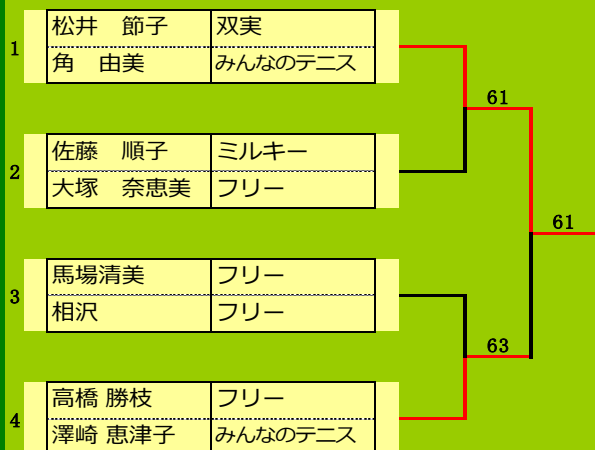 1
松井　節子 双実
角　由美 みんなのテニス
61
2
佐藤　順子 ミルキー
大塚　奈恵美 フリー
61
3
馬場清美 フリー
相沢 フリー
63
4
高橋 勝枝 フリー
澤崎 恵津子 みんなのテニス